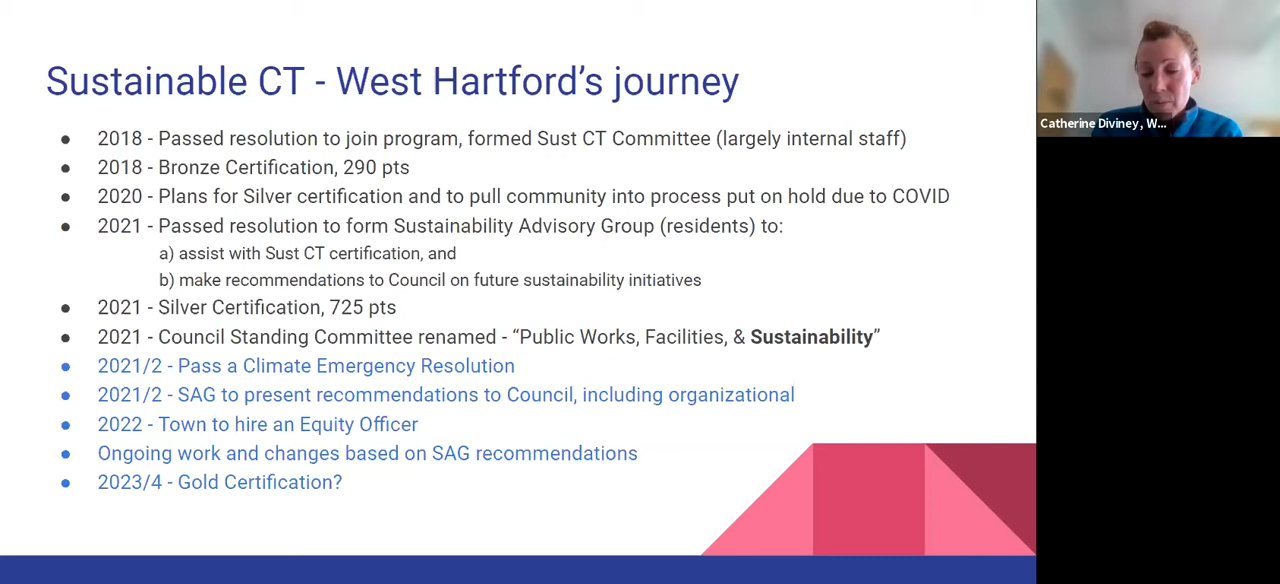 Sustainable CT - West Hartford's journey
● 2018 - Passed resolution to join program, formed Sust CT Committee (largely internal staff)
● 2018 - Bronze Certification, 290 pts
● 2020 - Plans for Silver certification and to pull community into process put on hold due to COVID
● 2021 - Passed resolution to form Sustainability Advisory Group (residents) to:
a) assist with Sust CT certification, and
b) make recommendations to Council on future sustainability initiatives
● 2021 - Silver Certification, 725 pts
● 2021 - Council Standing Committee renamed - “Public Works, Facilities, & Sustainability”
● 2021/2 - Pass a Climate Emergency Resolution
● 2021/2 - SAG to present recommendations to Council, including organizational
● 2022 - Town to hire an Equity Officer
● Ongoing work and changes based on SAG recommendations
● 2023/4 - Gold Certification?
Catherine Diviney, W...